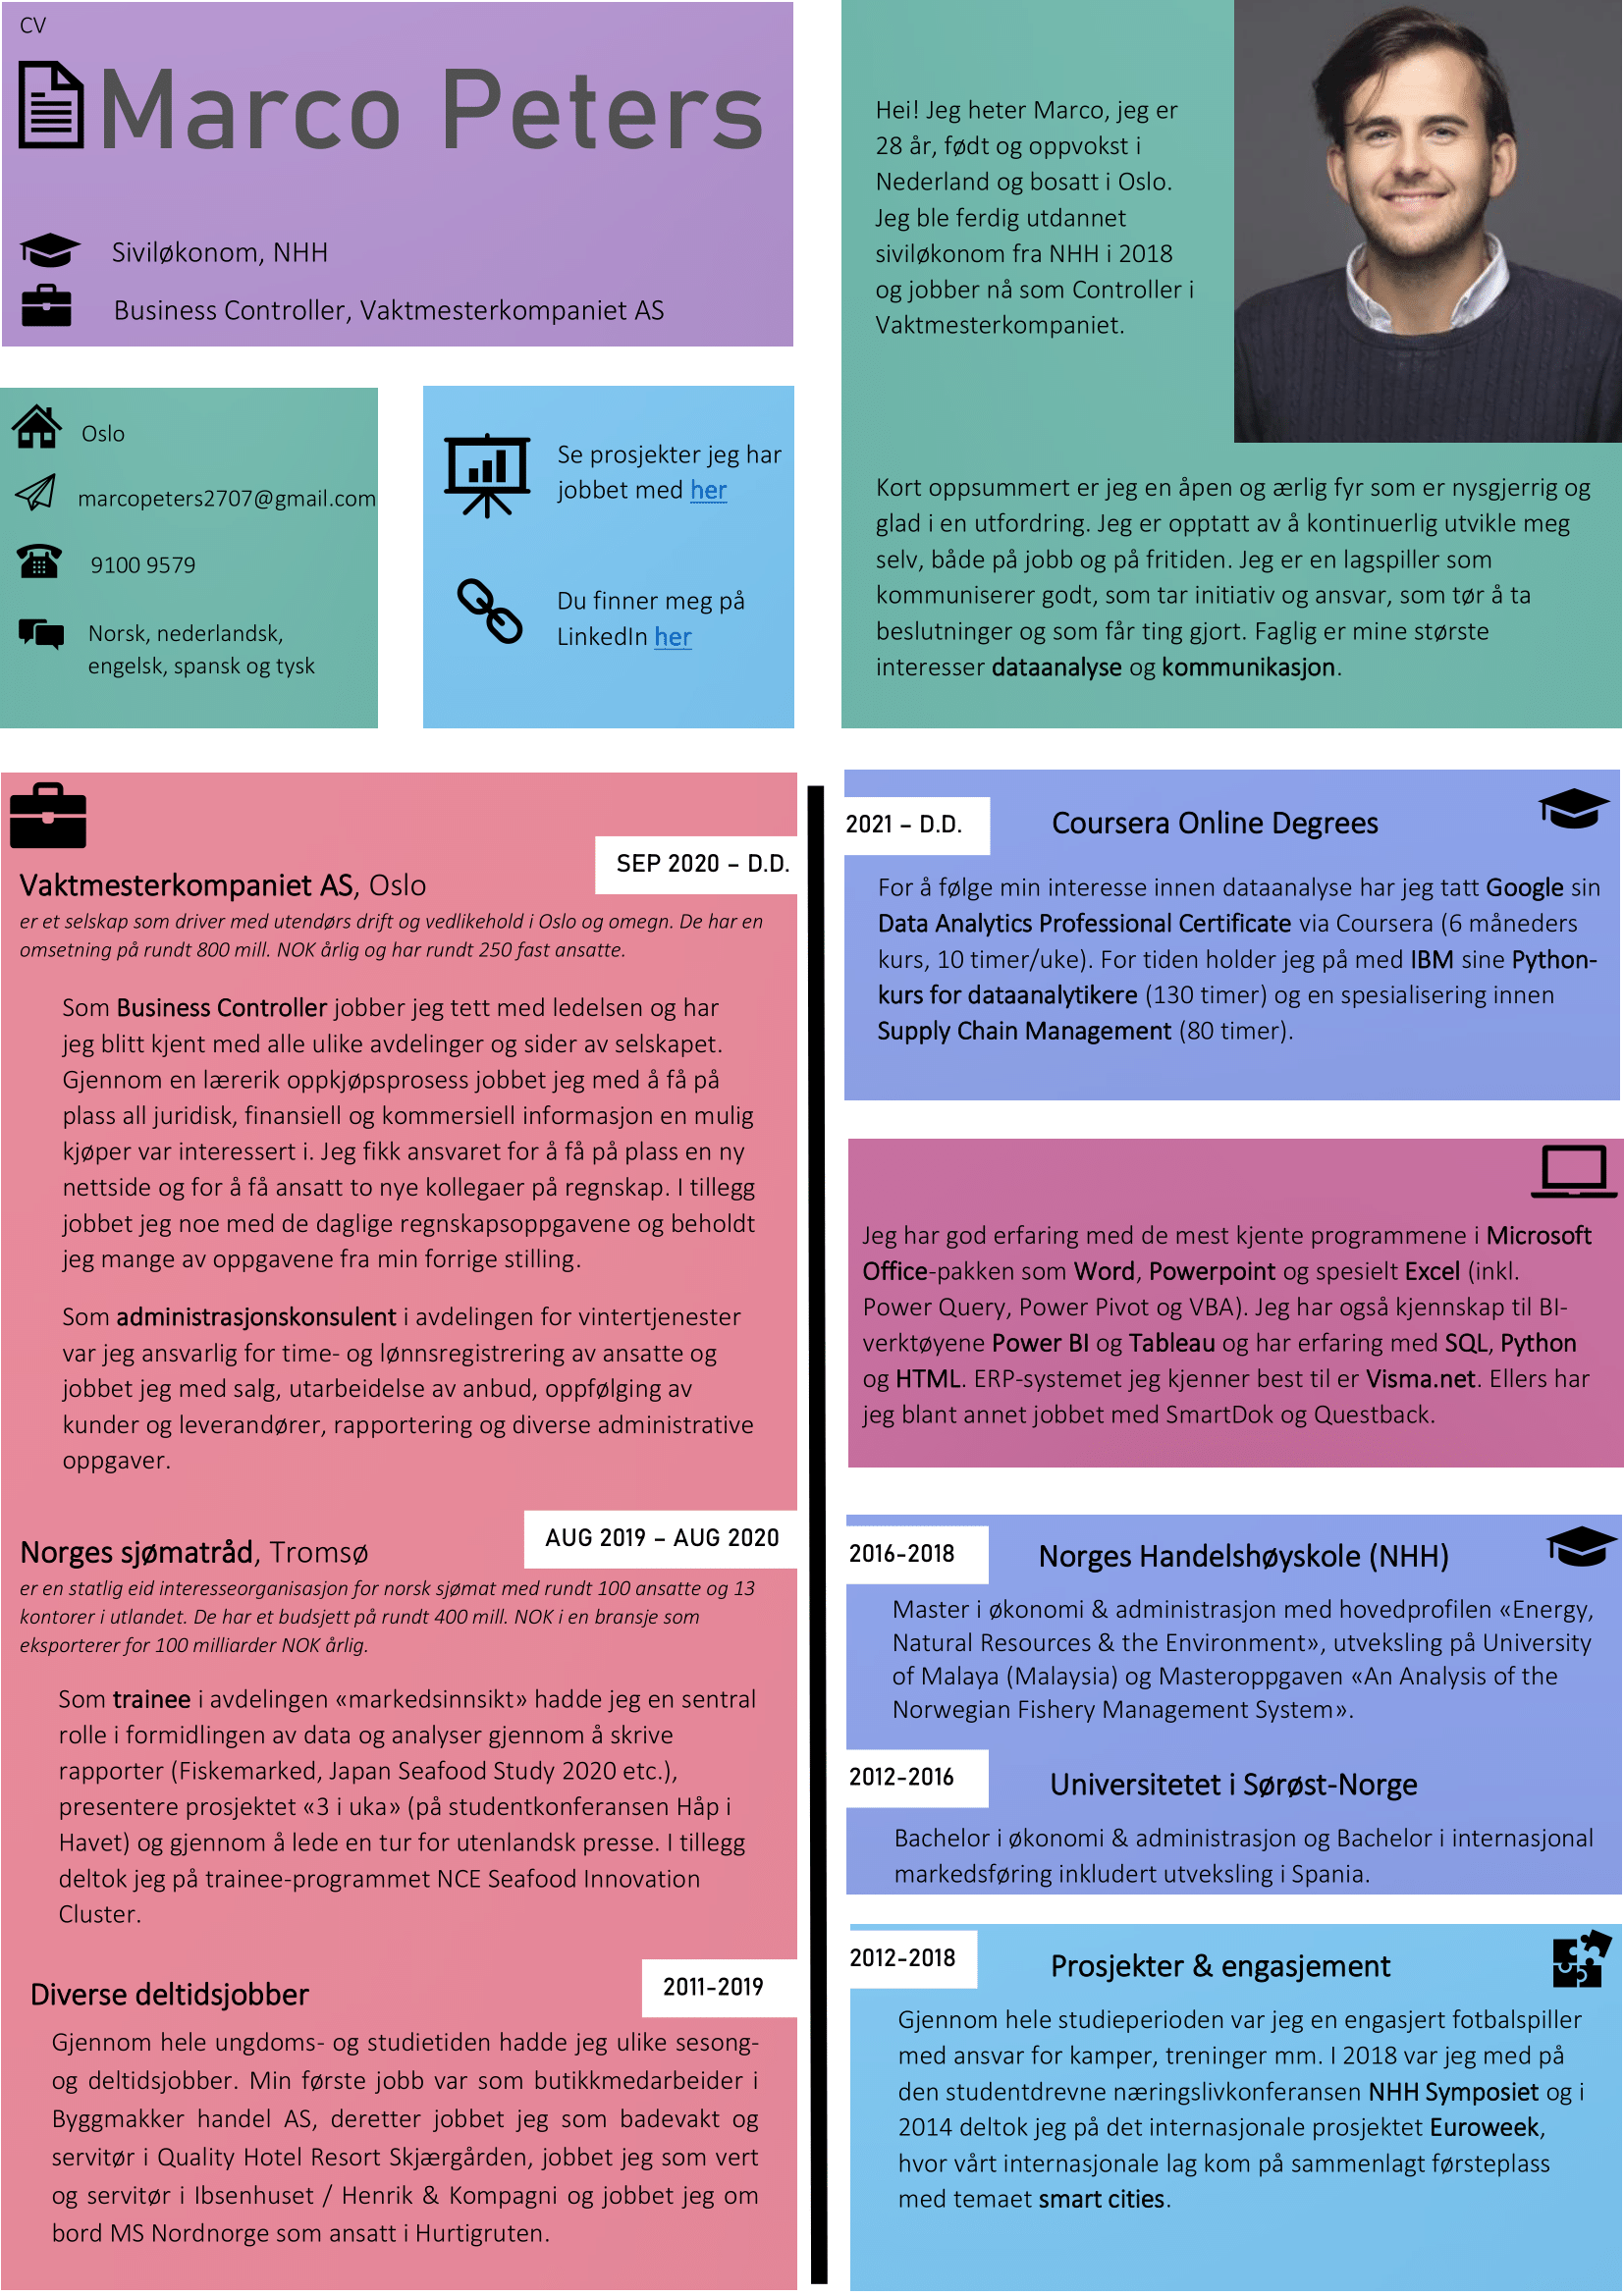 CV
Marco Peters
Siviløkonom, NHH
Business Controller, Vaktmesterkompaniet AS
Hei! Jeg heter Marco, jeg er
28 år, født og oppvokst i
Nederland og bosatt i Oslo.
Jeg ble ferdig utdannet
siviløkonom fra NHH i 2018
og jobber nå som Controller i
Vaktmesterkompaniet.
Kort oppsummert er jeg en åpen og ærlig fyr som er nysgjerrig og
glad i en utfordring. Jeg er opptatt av å kontinuerlig utvikle meg
selv, både på jobb og på fritiden. Jeg er en lagspiller som
kommuniserer godt, som tar initiativ og ansvar, som tør å ta
beslutninger og som får ting gjort. Faglig er mine største
interesser dataanalyse og kommunikasjon.
Oslo
marcopeters2707@gmail.com
9100 9579
Norsk, nederlandsk,
engelsk, spansk og tysk
Se prosjekter jeg har
jobbet med her
Du finner meg på
LinkedIn her
SEP 2020 – D.D.
Vaktmesterkompaniet AS, Oslo
er et selskap som driver med utendørs drift og vedlikehold i Oslo og omegn. De har en
omsetning på rundt 800 mill. NOK årlig og har rundt 250 fast ansatte.
Som Business Controller jobber jeg tett med ledelsen og har
jeg blitt kjent med alle ulike avdelinger og sider av selskapet.
Gjennom en lærerik oppkjøpsprosess jobbet jeg med å få på
plass all juridisk, finansiell og kommersiell informasjon en mulig
kjøper var interessert i. Jeg fikk ansvaret for å få på plass en ny
nettside og for å få ansatt to nye kollegaer på regnskap. I tillegg
jobbet jeg noe med de daglige regnskapsoppgavene og beholdt
jeg mange av oppgavene fra min forrige stilling.
Som administrasjonskonsulent i avdelingen for vintertjenester
var jeg ansvarlig for time- og lønnsregistrering av ansatte og
jobbet jeg med salg, utarbeidelse av anbud, oppfølging av
kunder og leverandører, rapportering og diverse administrative
oppgaver.
AUG 2019 – AUG 2020
Norges sjømatråd, Tromsø
er en statlig eid interesseorganisasjon for norsk sjømat med rundt 100 ansatte og 13
kontorer i utlandet. De har et budsjett på rundt 400 mill. NOK i en bransje som
eksporterer for 100 milliarder NOK årlig.
Som trainee i avdelingen «markedsinnsikt» hadde jeg en sentral
rolle i formidlingen av data og analyser gjennom å skrive
rapporter (Fiskemarked, Japan Seafood Study 2020 etc.),
presentere prosjektet «3 i uka» (på studentkonferansen Håp i
Havet) og gjennom å lede en tur for utenlandsk presse. I tillegg
deltok jeg på trainee-programmet NCE Seafood Innovation
Cluster.
2011-2019
Diverse deltidsjobber
Gjennom hele ungdoms- og studietiden hadde jeg ulike sesong-
og deltidsjobber. Min første jobb var som butikkmedarbeider i
Byggmakker handel AS, deretter jobbet jeg som badevakt og
servitør i Quality Hotel Resort Skjærgården, jobbet jeg som vert
og servitør i Ibsenhuset / Henrik & Kompagni og jobbet jeg om
bord MS Nordnorge som ansatt i Hurtigruten.
2021 – D.D.
Coursera Online Degrees
For å følge min interesse innen dataanalyse har jeg tatt Google sin
Data Analytics Professional Certificate via Coursera (6 måneders
kurs, 10 timer/uke). For tiden holder jeg på med IBM sine Python-
kurs for dataanalytikere (130 timer) og en spesialisering innen
Supply Chain Management (80 timer).
Jeg har god erfaring med de mest kjente programmene i Microsoft
Office-pakken som Word, Powerpoint og spesielt Excel (inkl.
Power Query, Power Pivot og VBA). Jeg har også kjennskap til BI-
verktøyene Power BI og Tableau og har erfaring med SQL, Python
og HTML. ERP-systemet jeg kjenner best til er Visma.net. Ellers har
jeg blant annet jobbet med SmartDok og Questback.
2016-2018
Norges Handelshøyskole (NHH)
Master i økonomi & administrasjon med hovedprofilen «Energy,
Natural Resources & the Environment», utveksling på University
of Malaya (Malaysia) og Masteroppgaven «An Analysis of the
Norwegian Fishery Management System».
2012-2016
Universitetet i Sørøst-Norge
Bachelor i økonomi & administrasjon og Bachelor i internasjonal
markedsføring inkludert utveksling i Spania.
2012-2018
Prosjekter & engasjement
Gjennom hele studieperioden var jeg en engasjert fotbalspiller
med ansvar for kamper, treninger mm. I 2018 var jeg med på
den studentdrevne næringslivkonferansen NHH Symposiet og i
2014 deltok jeg på det internasjonale prosjektet Euroweek,
hvor vårt internasjonale lag kom på sammenlagt førsteplass
med temaet smart cities.